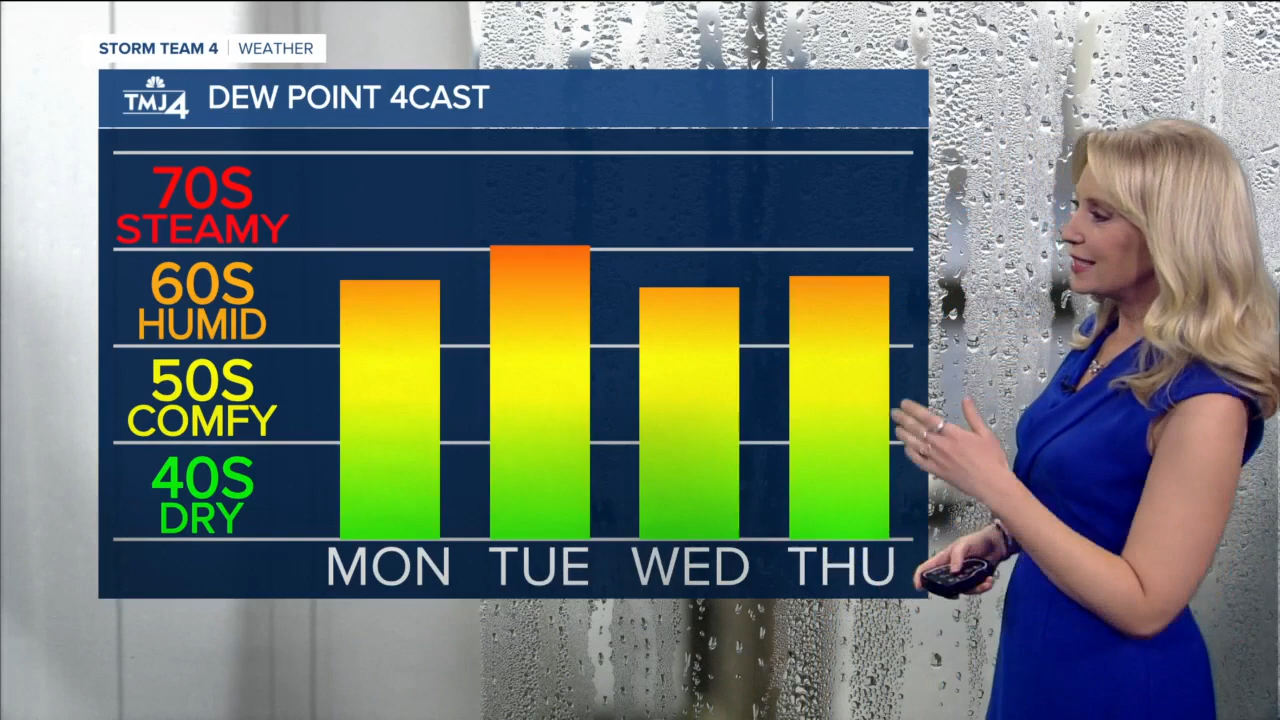 STORM TEAM 4 | WEATHER
TMJ4 DEW POINT 4CAST
70S
STEAMY
60S
HUMID
50S
COMFY
40S
DRY
MON TUE WED THU